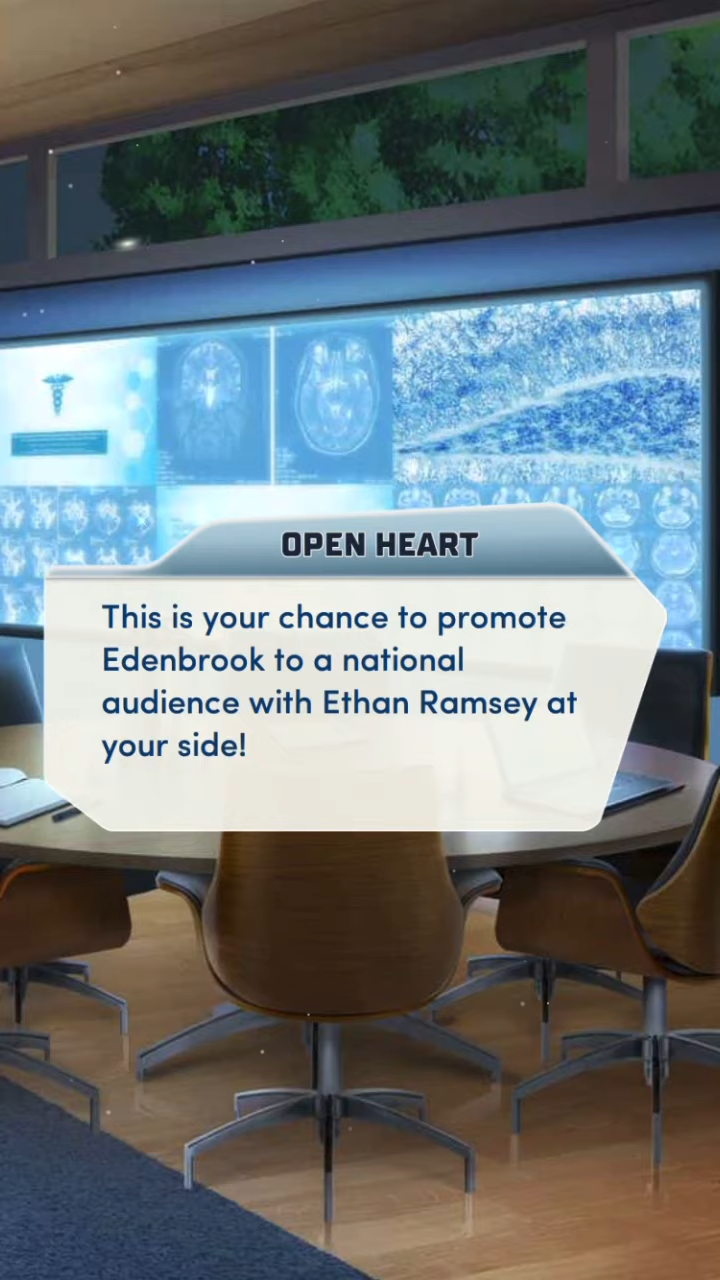 OPEN HEART
This is your chance to promote
Edenbrook to a national
audience with Ethan Ramsey at
your side!